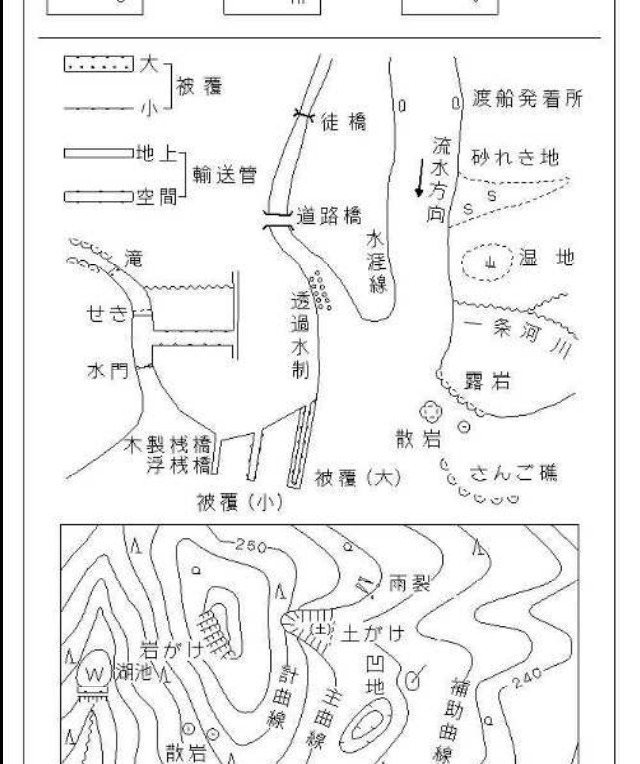 大
小
被覆
地上
空間
輸送管
徒橋
道路橋
水涯線
流水方向
渡船発着所
砂れき地
S
S
湿地
一条河川
滝
せき
水門
透過水制
露岩
散岩
さんご礁
木製桟橋
浮桟橋
被覆(小)
被覆(大)
250
雨裂
岩がけ
(土)
土がけ
W
湖池
計曲線
主曲線
凹地
補助曲線
240
散岩